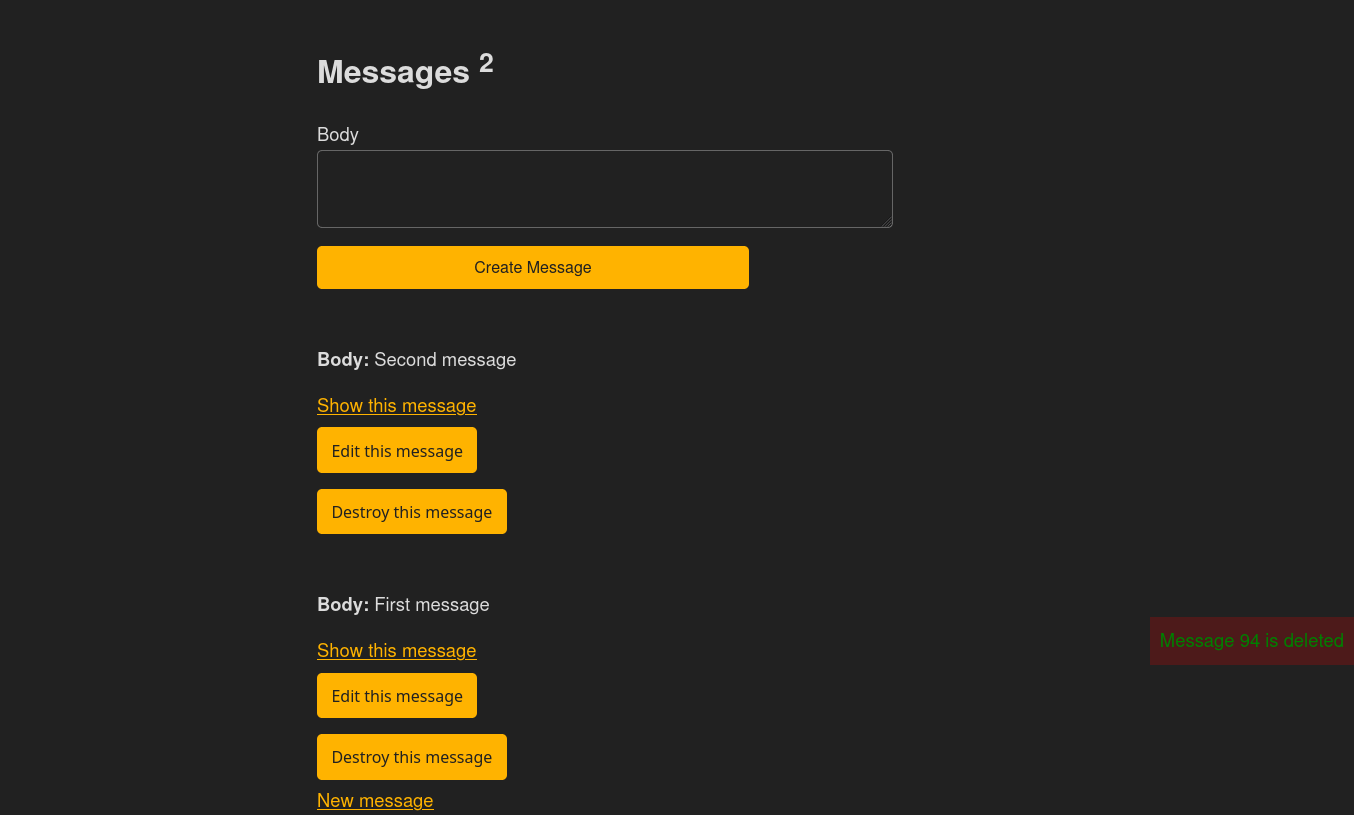 Messages 2
Body
Create Message
Body: Second message
Show this message
Edit this message
Destroy this message
Body: First message
Message 94 is deleted
Show this message
Edit this message
Destroy this message
New message